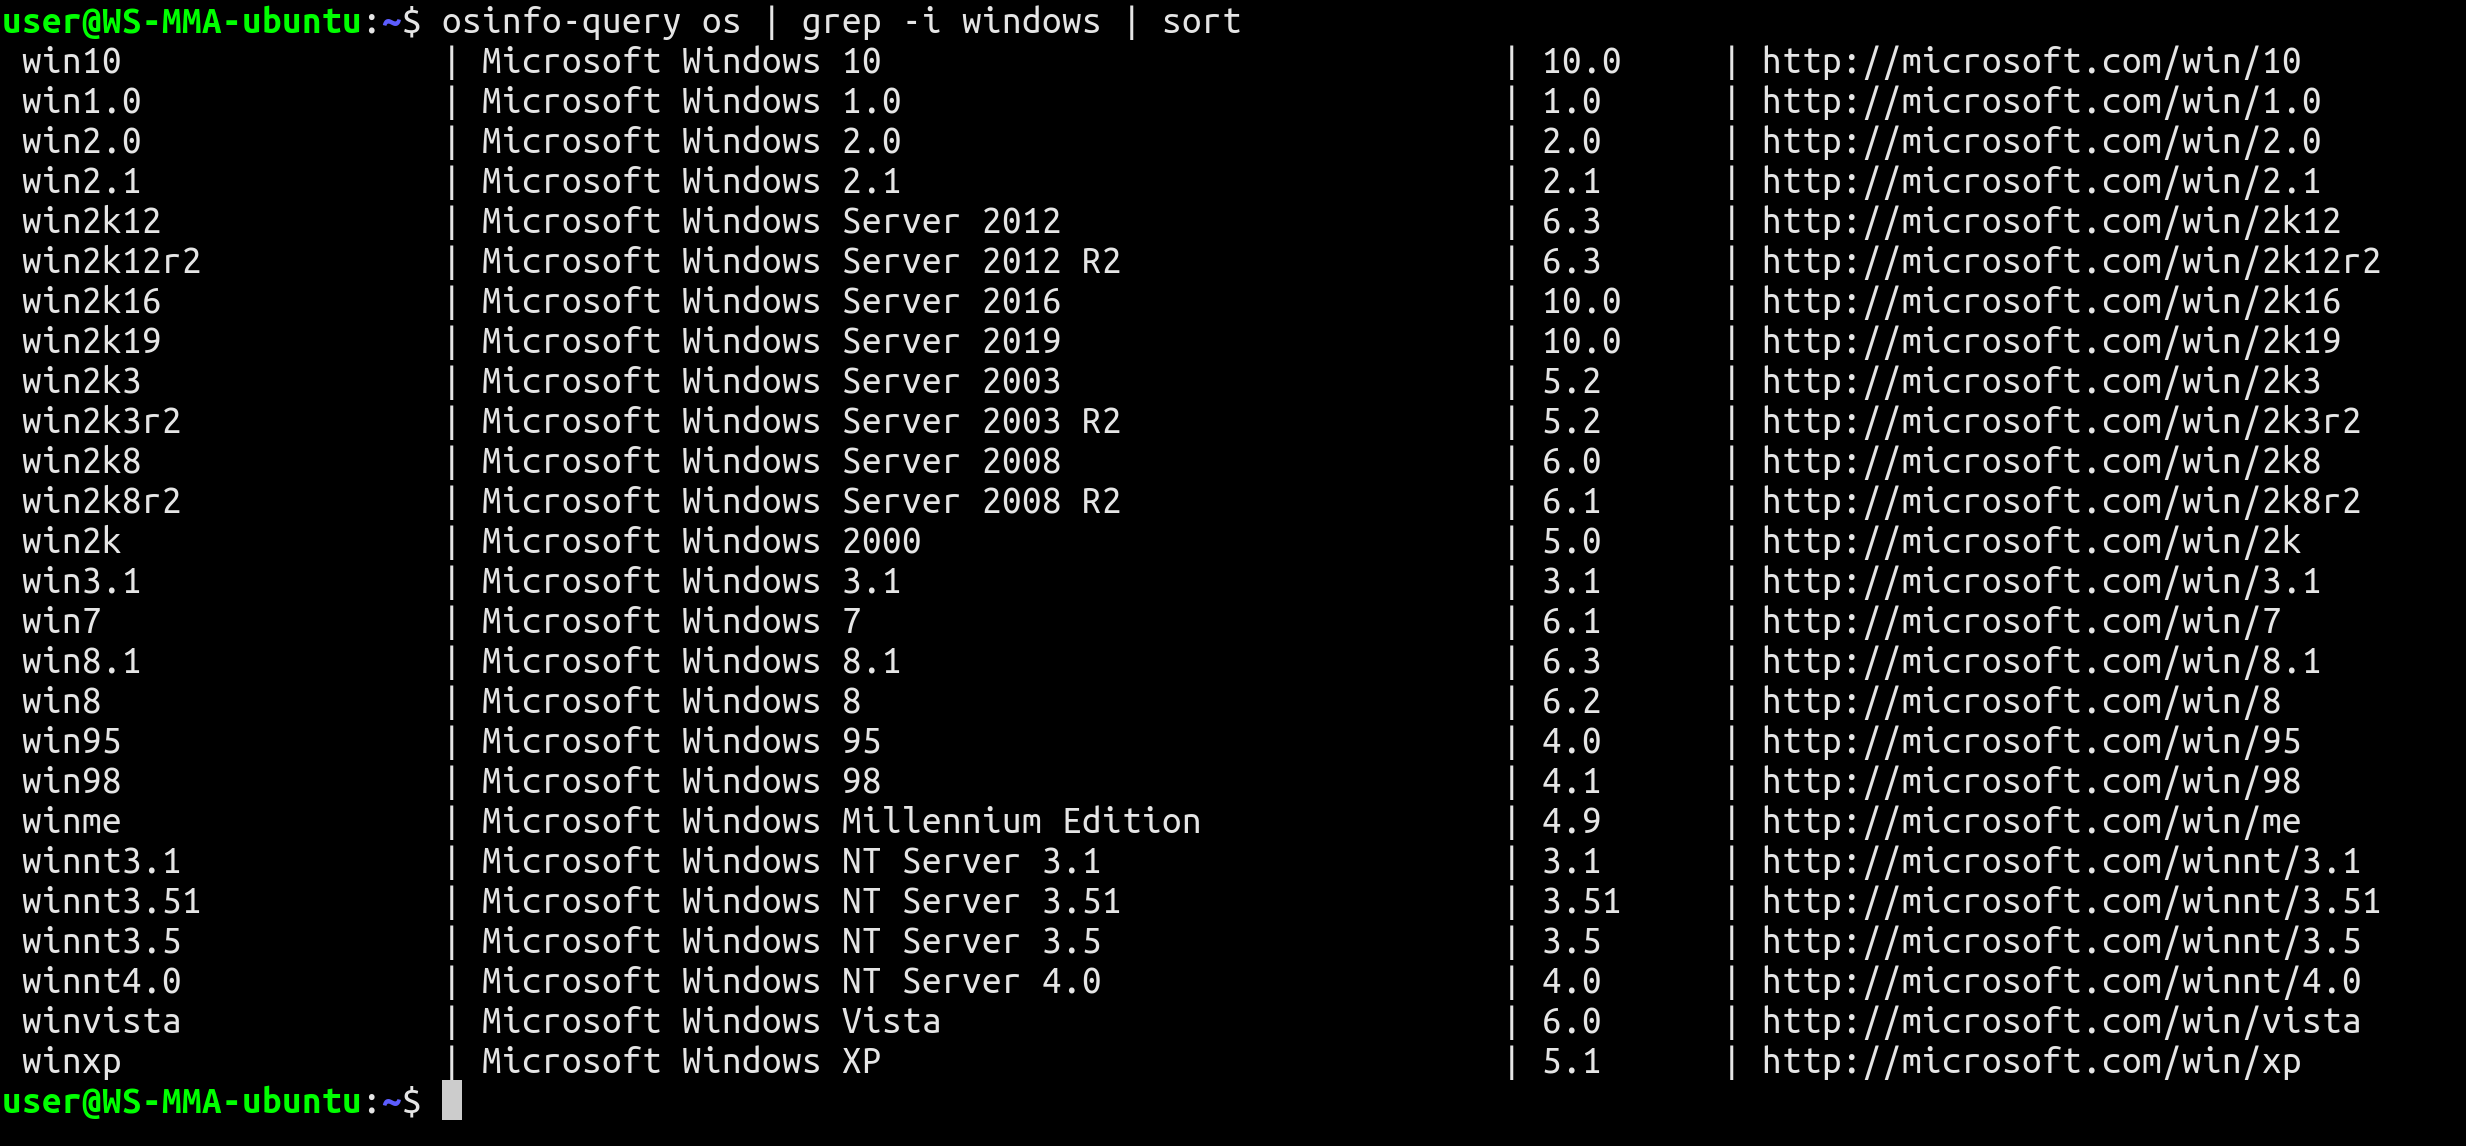 user@WS-MMA-ubuntu:~$ osinfo-query os | grep -i windows | sort
 win10                | Microsoft Windows 10                               | 10.0     | http://microsoft.com/win/10
 win1.0               | Microsoft Windows 1.0                              | 1.0      | http://microsoft.com/win/1.0
 win2.0               | Microsoft Windows 2.0                              | 2.0      | http://microsoft.com/win/2.0
 win2.1               | Microsoft Windows 2.1                              | 2.1      | http://microsoft.com/win/2.1
 win2k12              | Microsoft Windows Server 2012                      | 6.3      | http://microsoft.com/win/2k12
 win2k12r2            | Microsoft Windows Server 2012 R2                   | 6.3      | http://microsoft.com/win/2k12r2
 win2k16              | Microsoft Windows Server 2016                      | 10.0     | http://microsoft.com/win/2k16
 win2k19              | Microsoft Windows Server 2019                      | 10.0     | http://microsoft.com/win/2k19
 win2k3               | Microsoft Windows Server 2003                      | 5.2      | http://microsoft.com/win/2k3
 win2k3r2             | Microsoft Windows Server 2003 R2                   | 5.2      | http://microsoft.com/win/2k3r2
 win2k8               | Microsoft Windows Server 2008                      | 6.0      | http://microsoft.com/win/2k8
 win2k8r2             | Microsoft Windows Server 2008 R2                   | 6.1      | http://microsoft.com/win/2k8r2
 win2k                | Microsoft Windows 2000                             | 5.0      | http://microsoft.com/win/2k
 win3.1               | Microsoft Windows 3.1                              | 3.1      | http://microsoft.com/win/3.1
 win7                 | Microsoft Windows 7                                | 6.1      | http://microsoft.com/win/7
 win8.1               | Microsoft Windows 8.1                              | 6.3      | http://microsoft.com/win/8.1
 win8                 | Microsoft Windows 8                                | 6.2      | http://microsoft.com/win/8
 win95                | Microsoft Windows 95                               | 4.0      | http://microsoft.com/win/95
 win98                | Microsoft Windows 98                               | 4.1      | http://microsoft.com/win/98
 winme                | Microsoft Windows Millennium Edition               | 4.9      | http://microsoft.com/win/me
 winnt3.1             | Microsoft Windows NT Server 3.1                    | 3.1      | http://microsoft.com/winnt/3.1
 winnt3.51            | Microsoft Windows NT Server 3.51                   | 3.51     | http://microsoft.com/winnt/3.51
 winnt3.5             | Microsoft Windows NT Server 3.5                    | 3.5      | http://microsoft.com/winnt/3.5
 winnt4.0             | Microsoft Windows NT Server 4.0                    | 4.0      | http://microsoft.com/winnt/4.0
 winvista             | Microsoft Windows Vista                            | 6.0      | http://microsoft.com/win/vista
 winxp                | Microsoft Windows XP                               | 5.1      | http://microsoft.com/win/xp
user@WS-MMA-ubuntu:~$